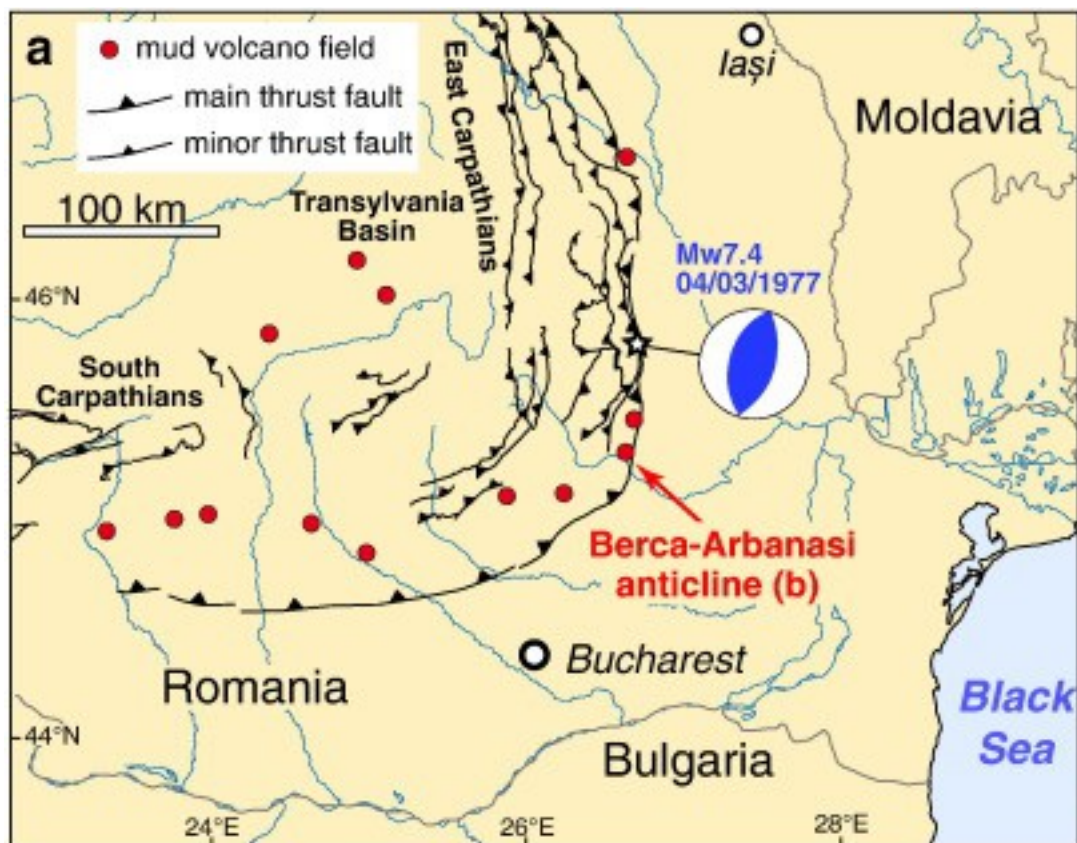 a
mud volcano field
main thrust fault
minor thrust fault
100 km
East Carpathians
Iași
Moldavia
Transylvania
Basin
Mw7.4
04/03/1977
46°N
South
Carpathians
Berca-Arbanasi
anticline (b)
Bucharest
Romania
Black
Sea
44°N
Bulgaria
24°E
26°E
28°E